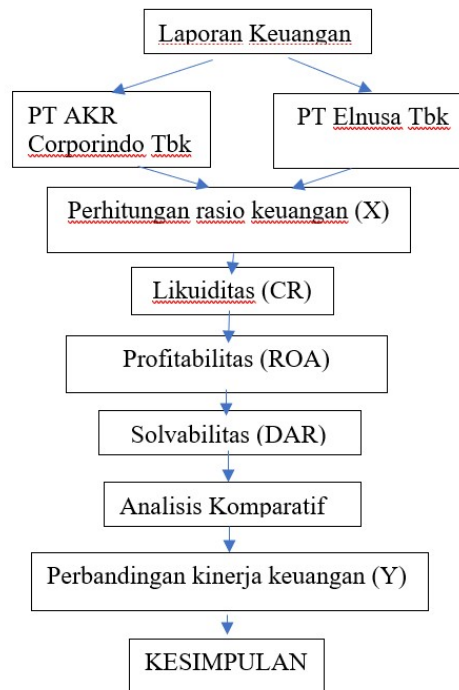 Laporan Keuangan
PT AKR
Corporindo Tbk
PT Elnusa Tbk
Perhitungan rasio keuangan (X)
Likuiditas (CR)
Profitabilitas (ROA)
Solvabilitas (DAR)
Analisis Komparatif
Perbandingan kinerja keuangan (Y)
KESIMPULAN